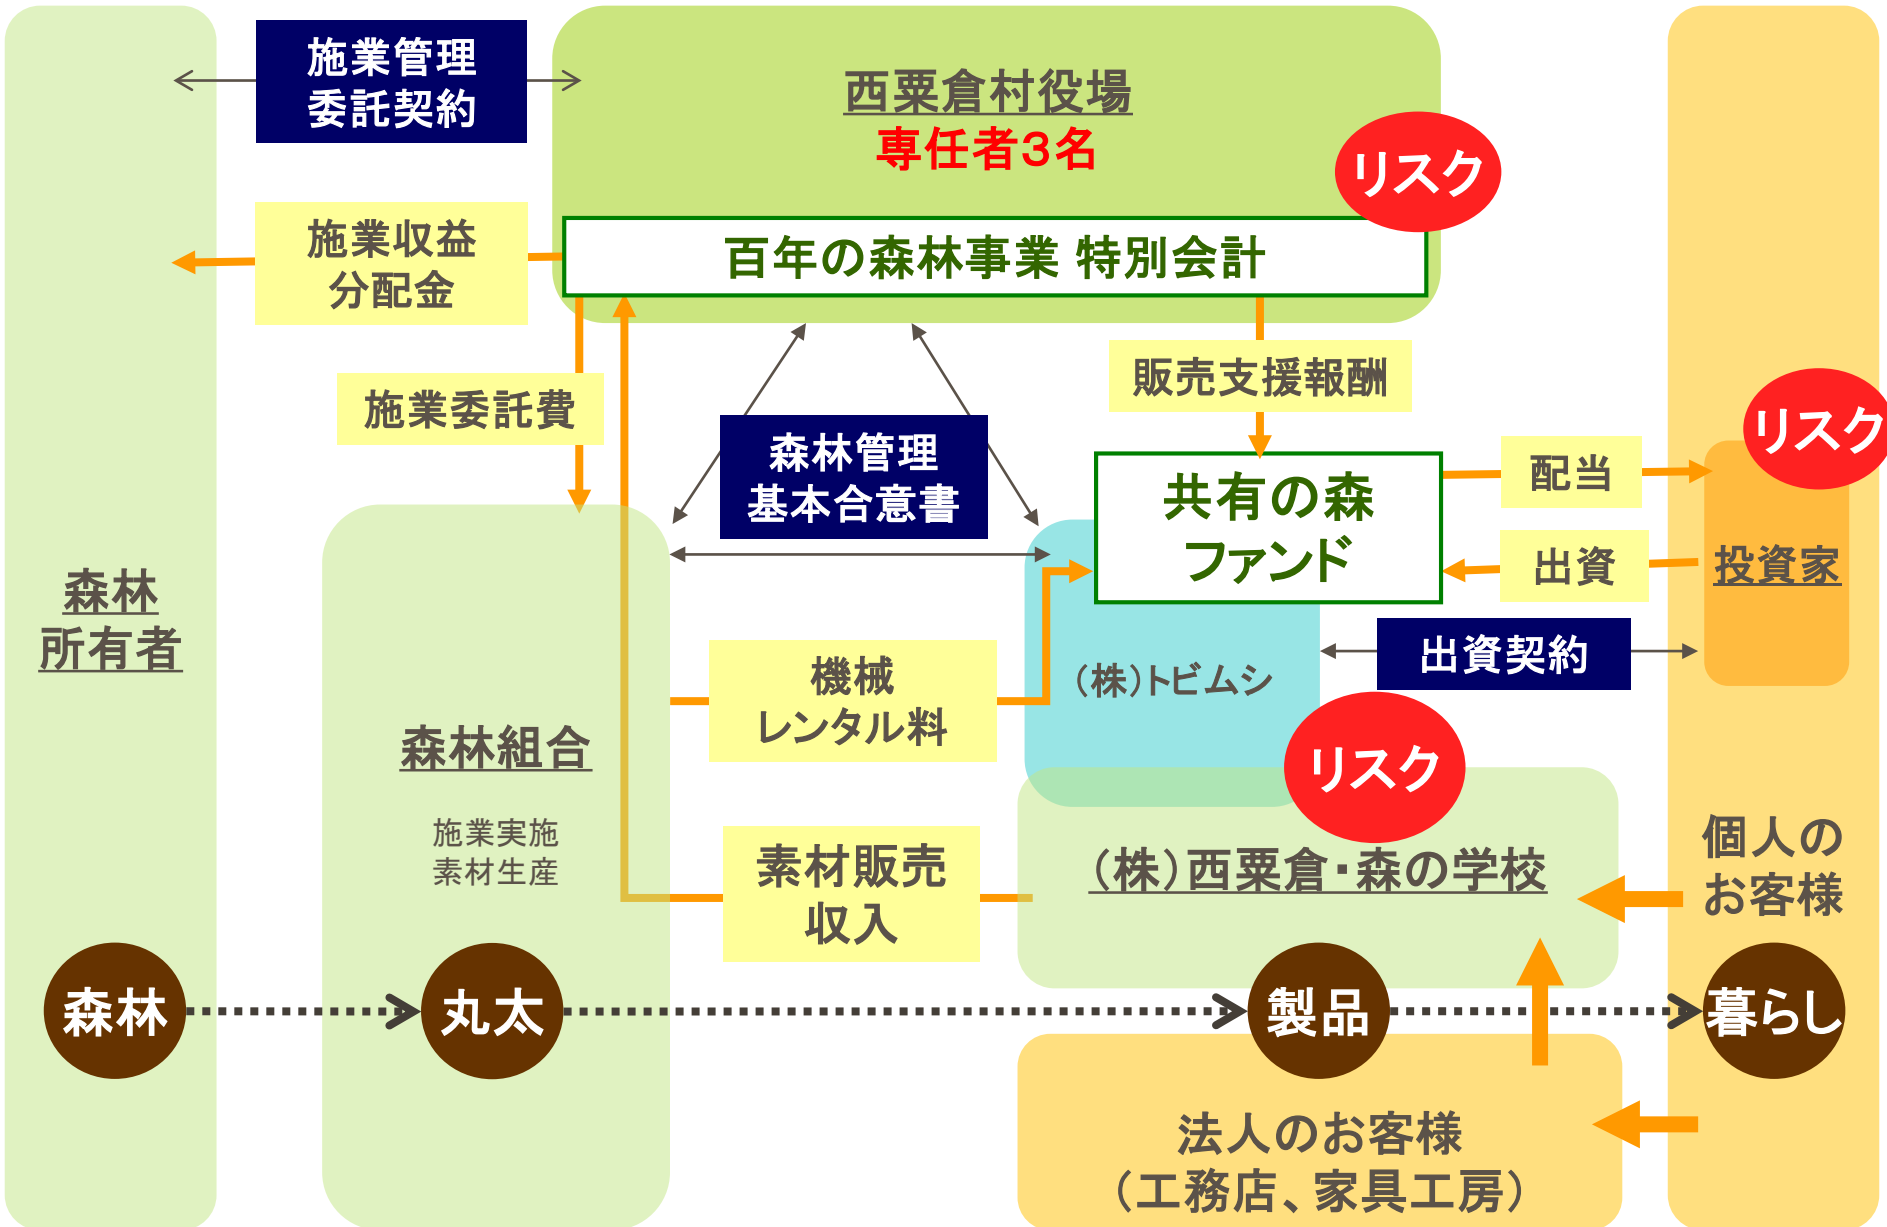 施業管理
委託契約
西粟倉村役場
専任者3名
リスク
施業収益
分配金
百年の森林事業 特別会計
販売支援報酬
施業委託費
リスク
森林管理
基本合意書
共有の森
ファンド
配当
出資
投資家
森林
所有者
出資契約
機械
レンタル料
（株）トビムシ
森林組合
リスク
施業実施
素材生産
素材販売
収入
（株）西粟倉・森の学校
個人の
お客様
森林
丸太
製品
暮らし
法人のお客様
（工務店、家具工房）